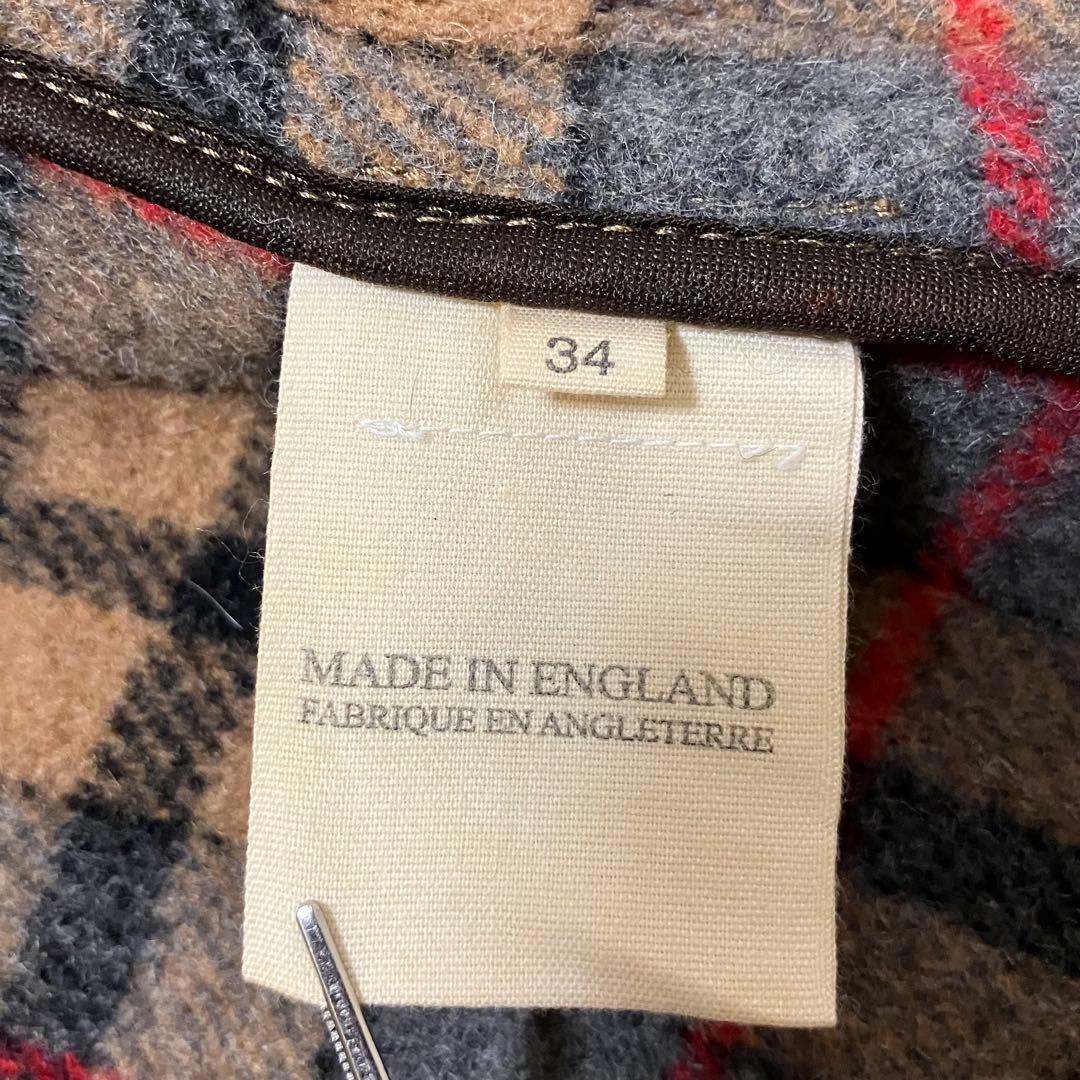 34
MADE IN ENGLAND
FABRIQUE EN ANGLETERRE